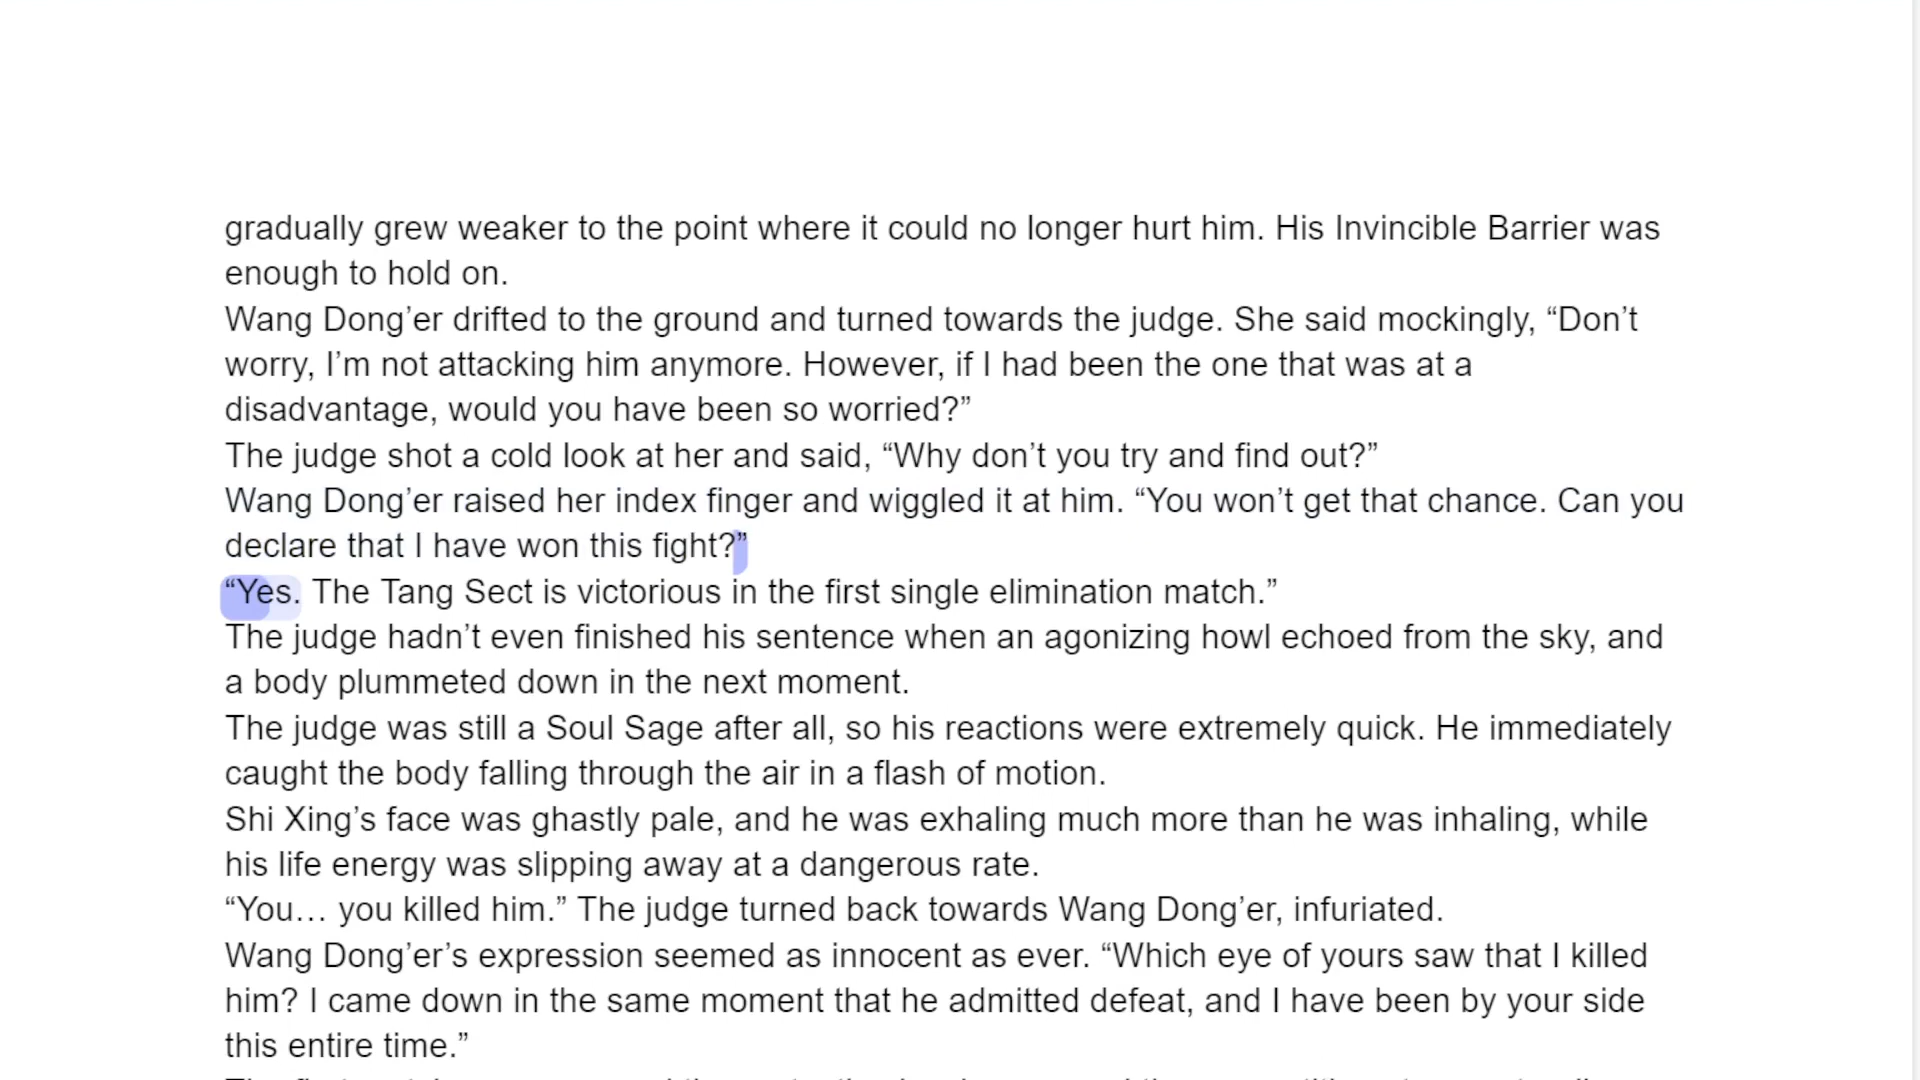 gradually grew weaker to the point where it could no longer hurt him. His Invincible Barrier was
enough to hold on.
Wang Dong’er drifted to the ground and turned towards the judge. She said mockingly, “Don’t
worry, I’m not attacking him anymore. However, if I had been the one that was at a
disadvantage, would you have been so worried?”
The judge shot a cold look at her and said, “Why don’t you try and find out?”
Wang Dong’er raised her index finger and wiggled it at him. “You won’t get that chance. Can you
declare that I have won this fight?”
“Yes. The Tang Sect is victorious in the first single elimination match.”
The judge hadn’t even finished his sentence when an agonizing howl echoed from the sky, and
a body plummeted down in the next moment.
The judge was still a Soul Sage after all, so his reactions were extremely quick. He immediately
caught the body falling through the air in a flash of motion.
Shi Xing’s face was ghastly pale, and he was exhaling much more than he was inhaling, while
his life energy was slipping away at a dangerous rate.
“You… you killed him.” The judge turned back towards Wang Dong’er, infuriated.
Wang Dong’er’s expression seemed as innocent as ever. “Which eye of yours saw that I killed
him? I came down in the same moment that he admitted defeat, and I have been by your side
this entire time.”